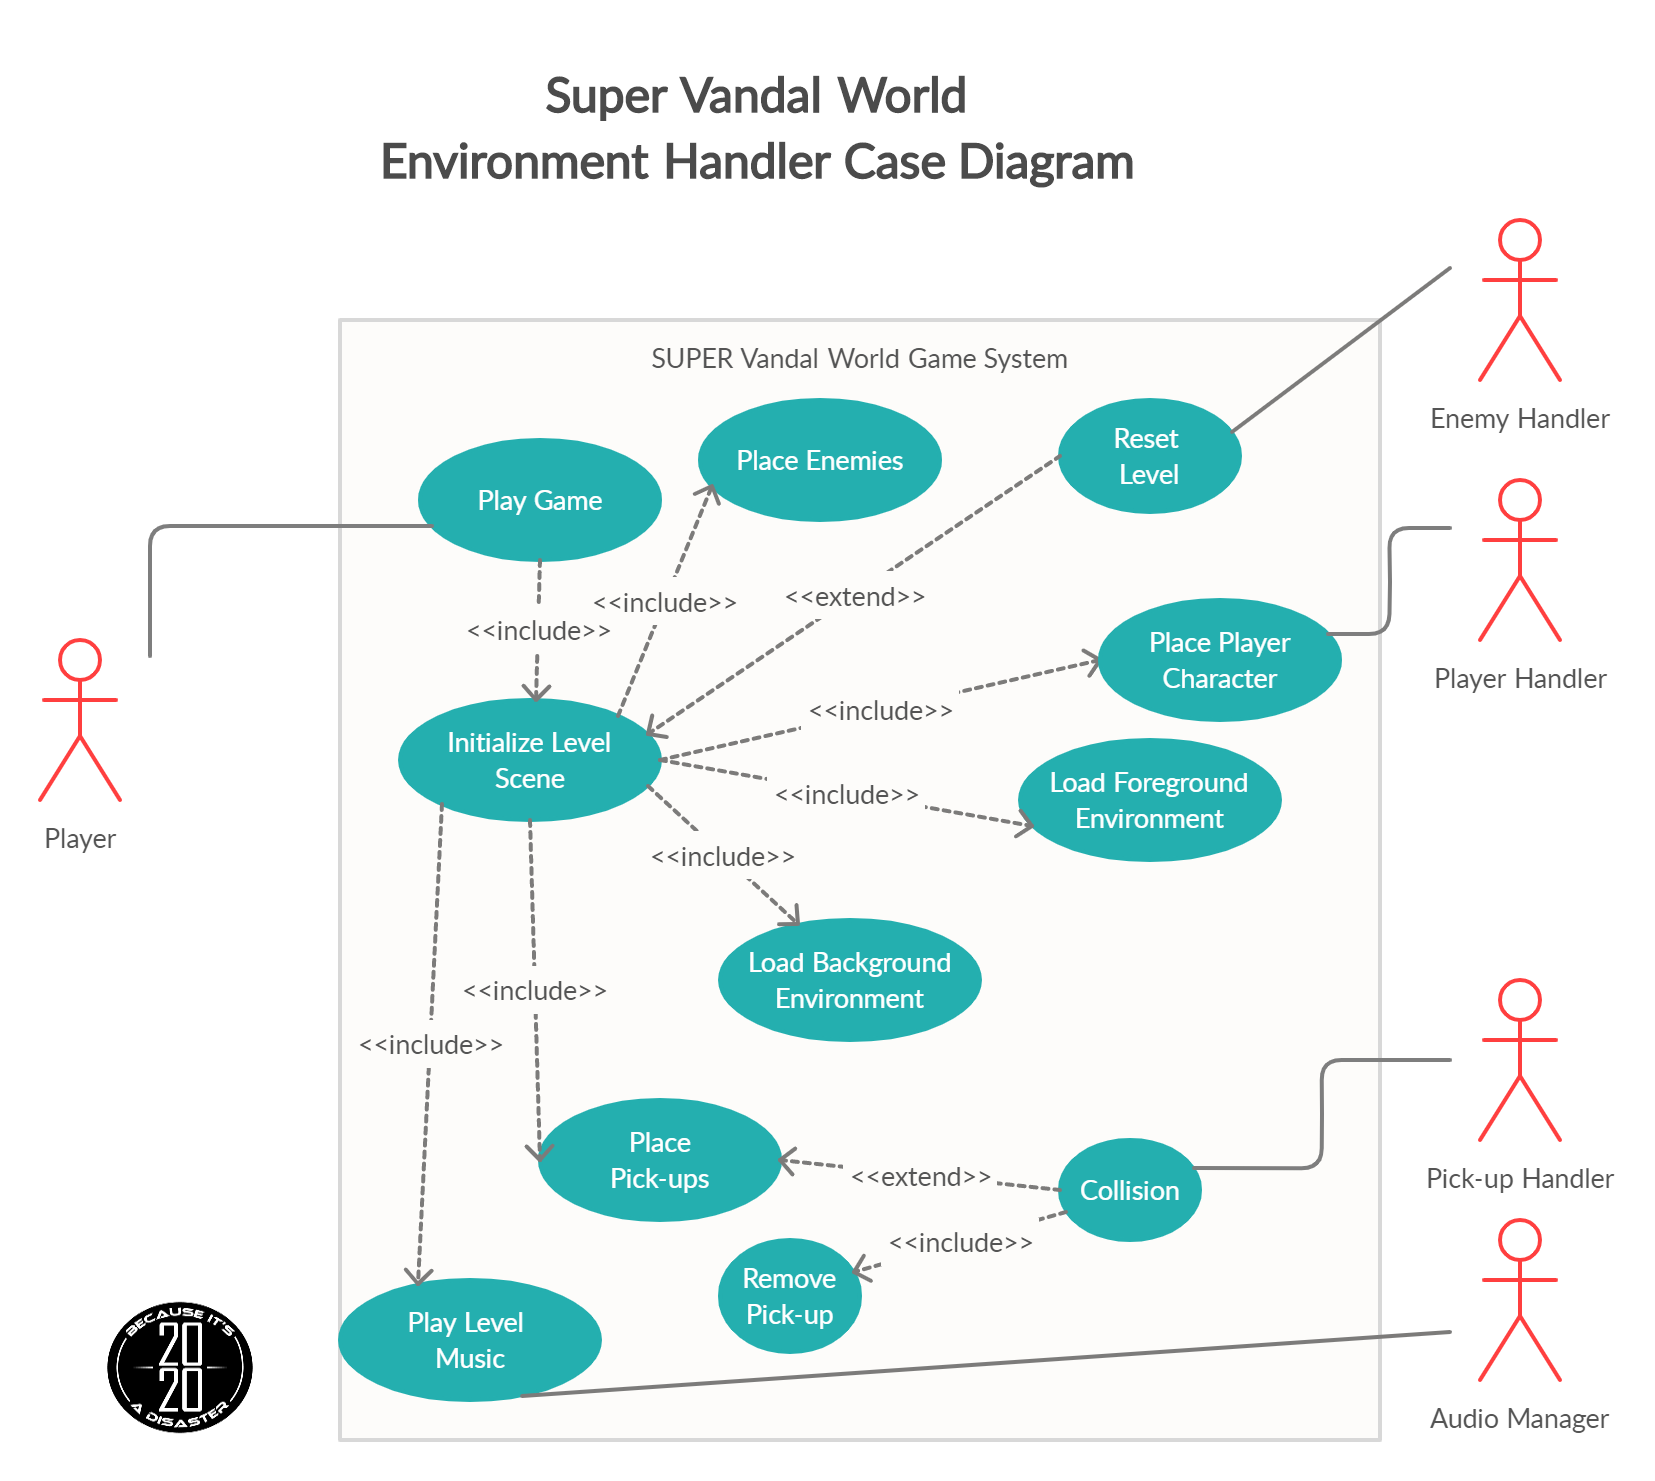 Super Vandal World
Environment Handler Case Diagram
SUPER Vandal World Game System
Enemy Handler
Place Enemies
Reset
Level
Play Game
<<include>>
<<extend>>
<<include>>
Place Player
Character
Player Handler
<<include>>
Initialize Level
Scene
Load Foreground
Environment
<<include>>
Player
<<include>>
Load Background
Environment
<<include>>
<<include>>
Place
Pick-ups
<<extend>>
Collision
Pick-up Handler
<<include>>
Remove
Pick-up
Play Level
Music
Audio Manager
BECAUSE IT'S
20
20
A DISASTER